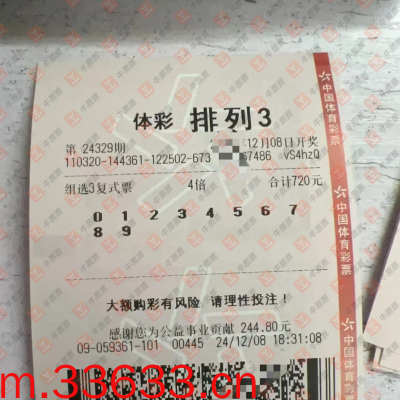 体彩 排列3
第 24329期 12月08日开奖
110320-144361-122502-673 67486 vS4hzQ
组选3复式票 4倍 合计720元
0 1 2 3 4 5 6 7
8 9
大额购彩有风险 请理性投注！
感谢您为公益事业贡献 244.80元
09-059361-101 00445 24/12/08 18:31:08
中国体育彩票
中国体育彩票
中国体育彩票
m.33633.cn